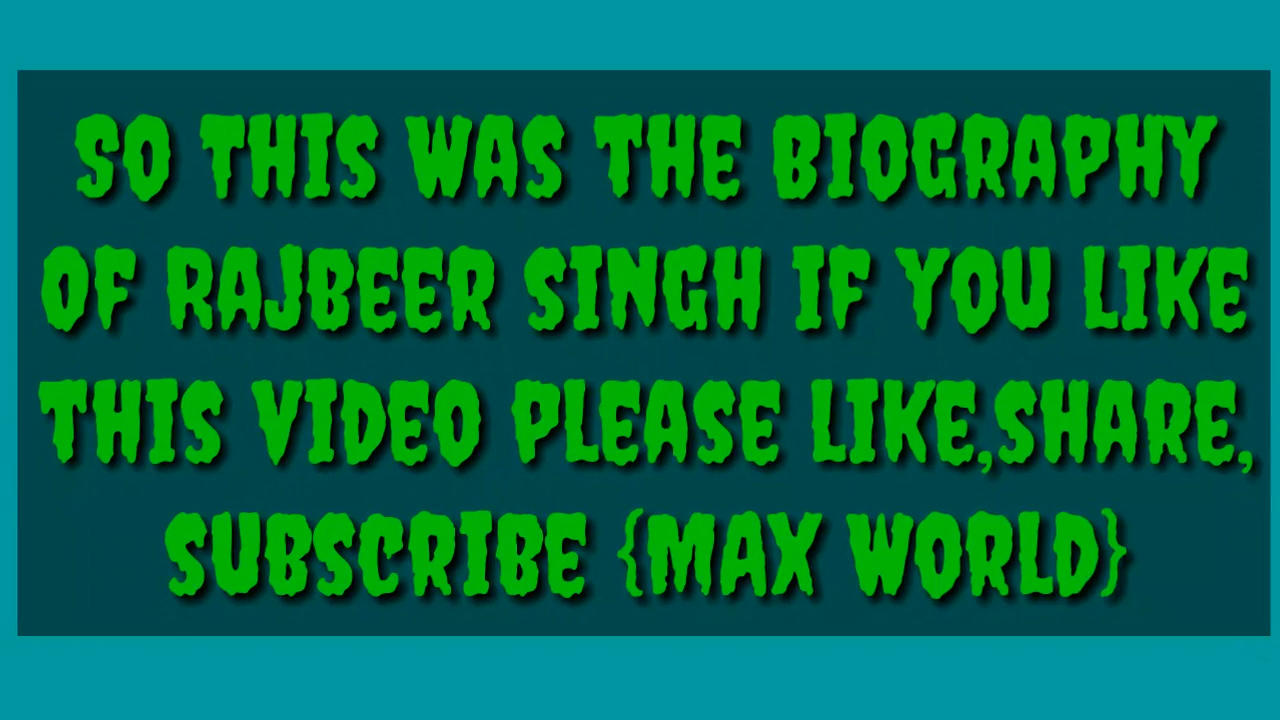 SO THIS WAS THE BIOGRAPHY
OF RAJBEER SINGH IF YOU LIKE
THIS VIDEO PLEASE LIKE,SHARE,
SUBSCRIBE {MAX WORLD}